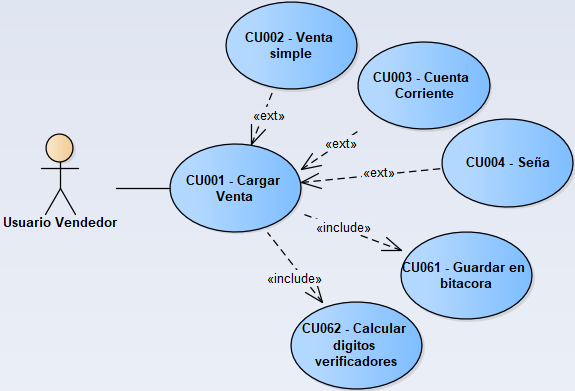 CU002 - Venta
simple
CU003 - Cuenta
Corriente
«ext»
«ext»
CU004 - Seña
«ext»
CU001 - Cargar
Venta
Usuario Vendedor
«include»
CU061 - Guardar en
bitacora
«include»
CU062 - Calcular
digitos
verificadores